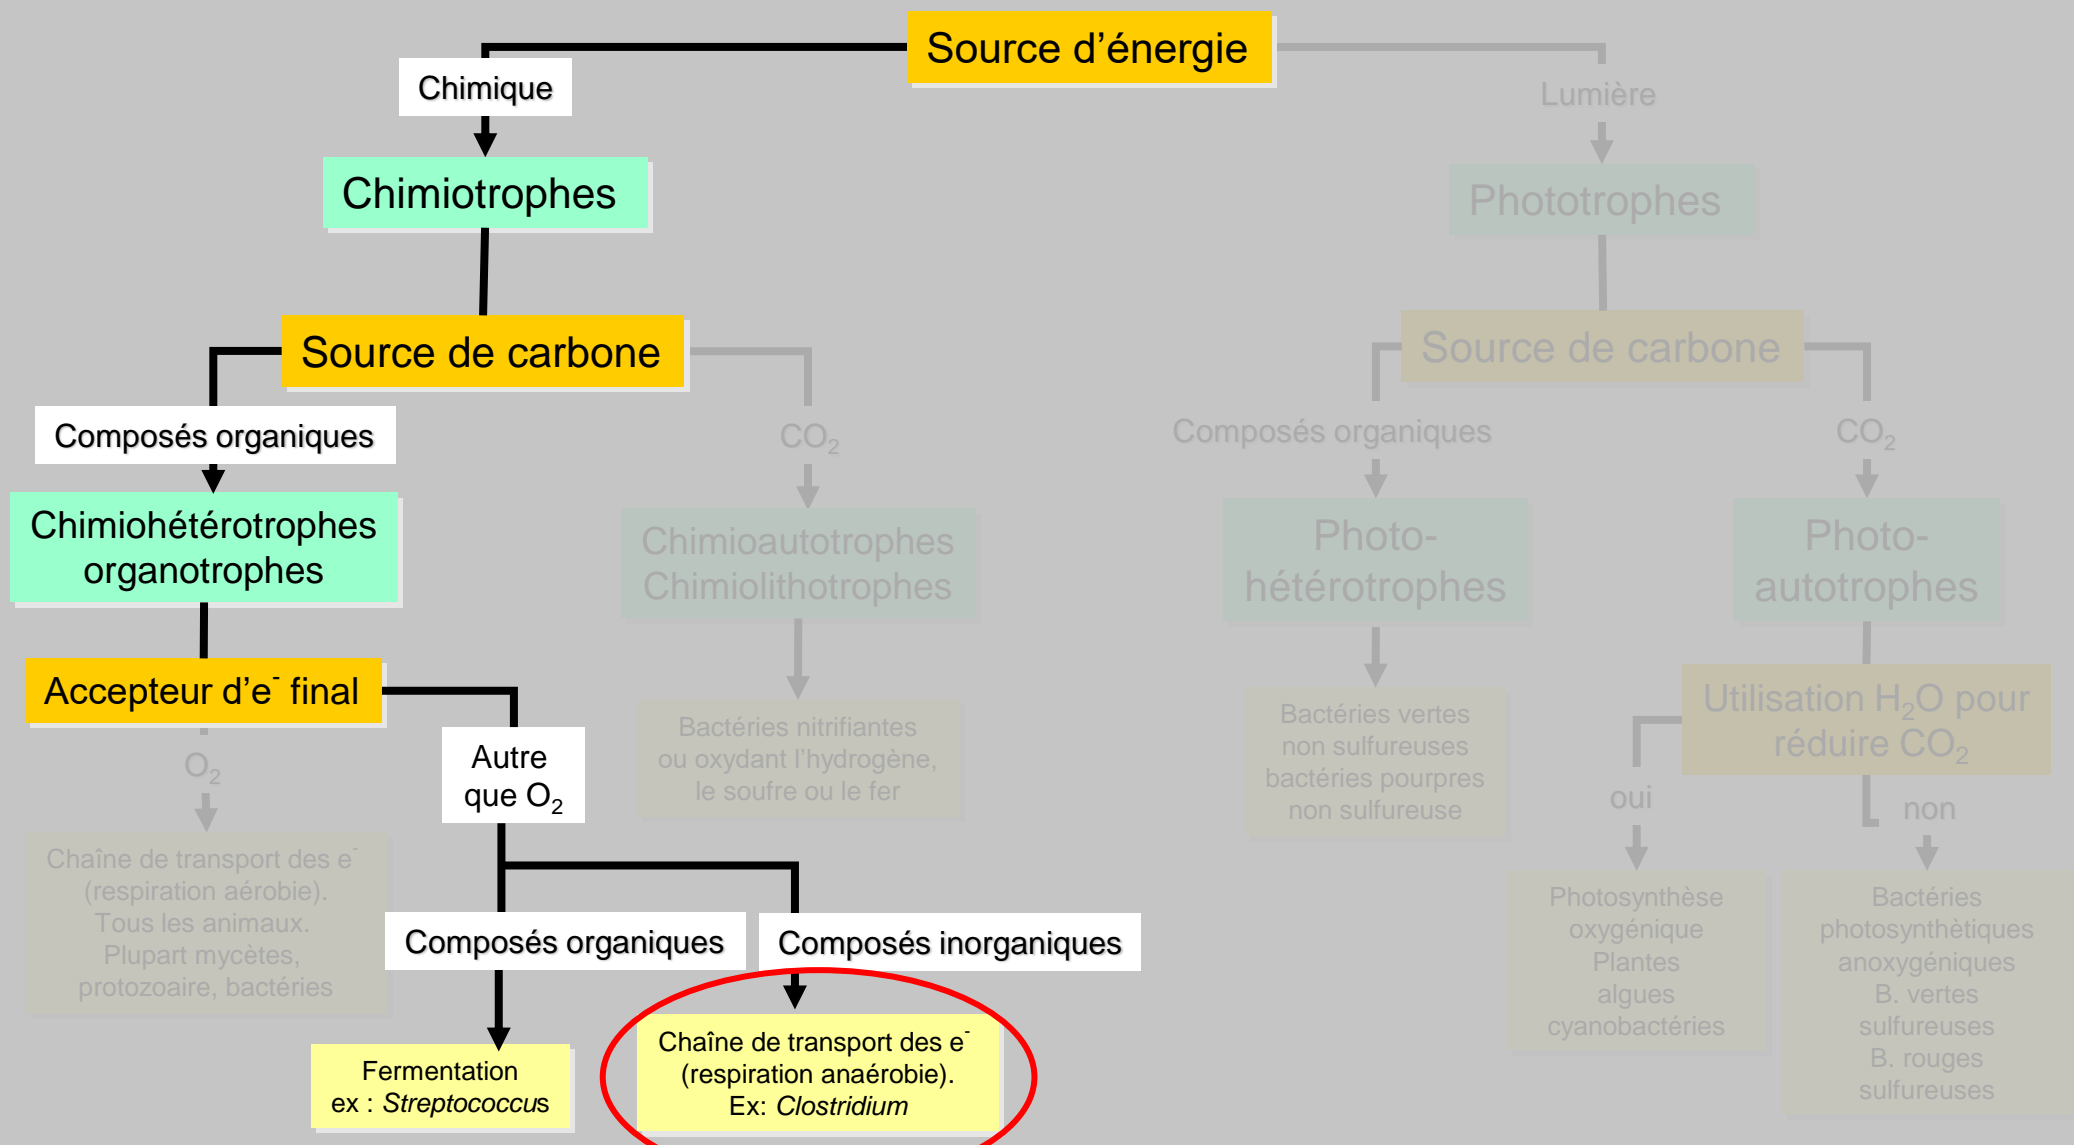 Source d'énergie
Chimique
Lumière
Chimiotrophes
Phototrophes
Source de carbone
Source de carbone
Composés organiques
CO₂
Composés organiques
CO₂
Chimiohétérotrophes
organotrophes
Chimioautotrophes
Chimiolithotrophes
Photo-
hétérotrophes
Photo-
autotrophes
Accepteur d'e⁻ final
O₂
Autre
que O₂
Bactéries nitrifiantes
ou oxydant l'hydrogène,
le soufre ou le fer
Bactéries vertes
non sulfureuses
bactéries pourpres
non sulfureuse
Utilisation H₂O pour
réduire CO₂
oui
non
Chaîne de transport des e⁻
(respiration aérobie).
Tous les animaux.
Plupart mycètes,
protozoaire, bactéries
Composés organiques
Composés inorganiques
Photosynthèse
oxygénique
Plantes
algues
cyanobactéries
Bactéries
photosynthètiques
anoxygéniques
B. vertes
sulfureuses
B. rouges
sulfureuses
Fermentation
ex : Streptococcus
Chaîne de transport des e⁻
(respiration anaérobie).
Ex: Clostridium